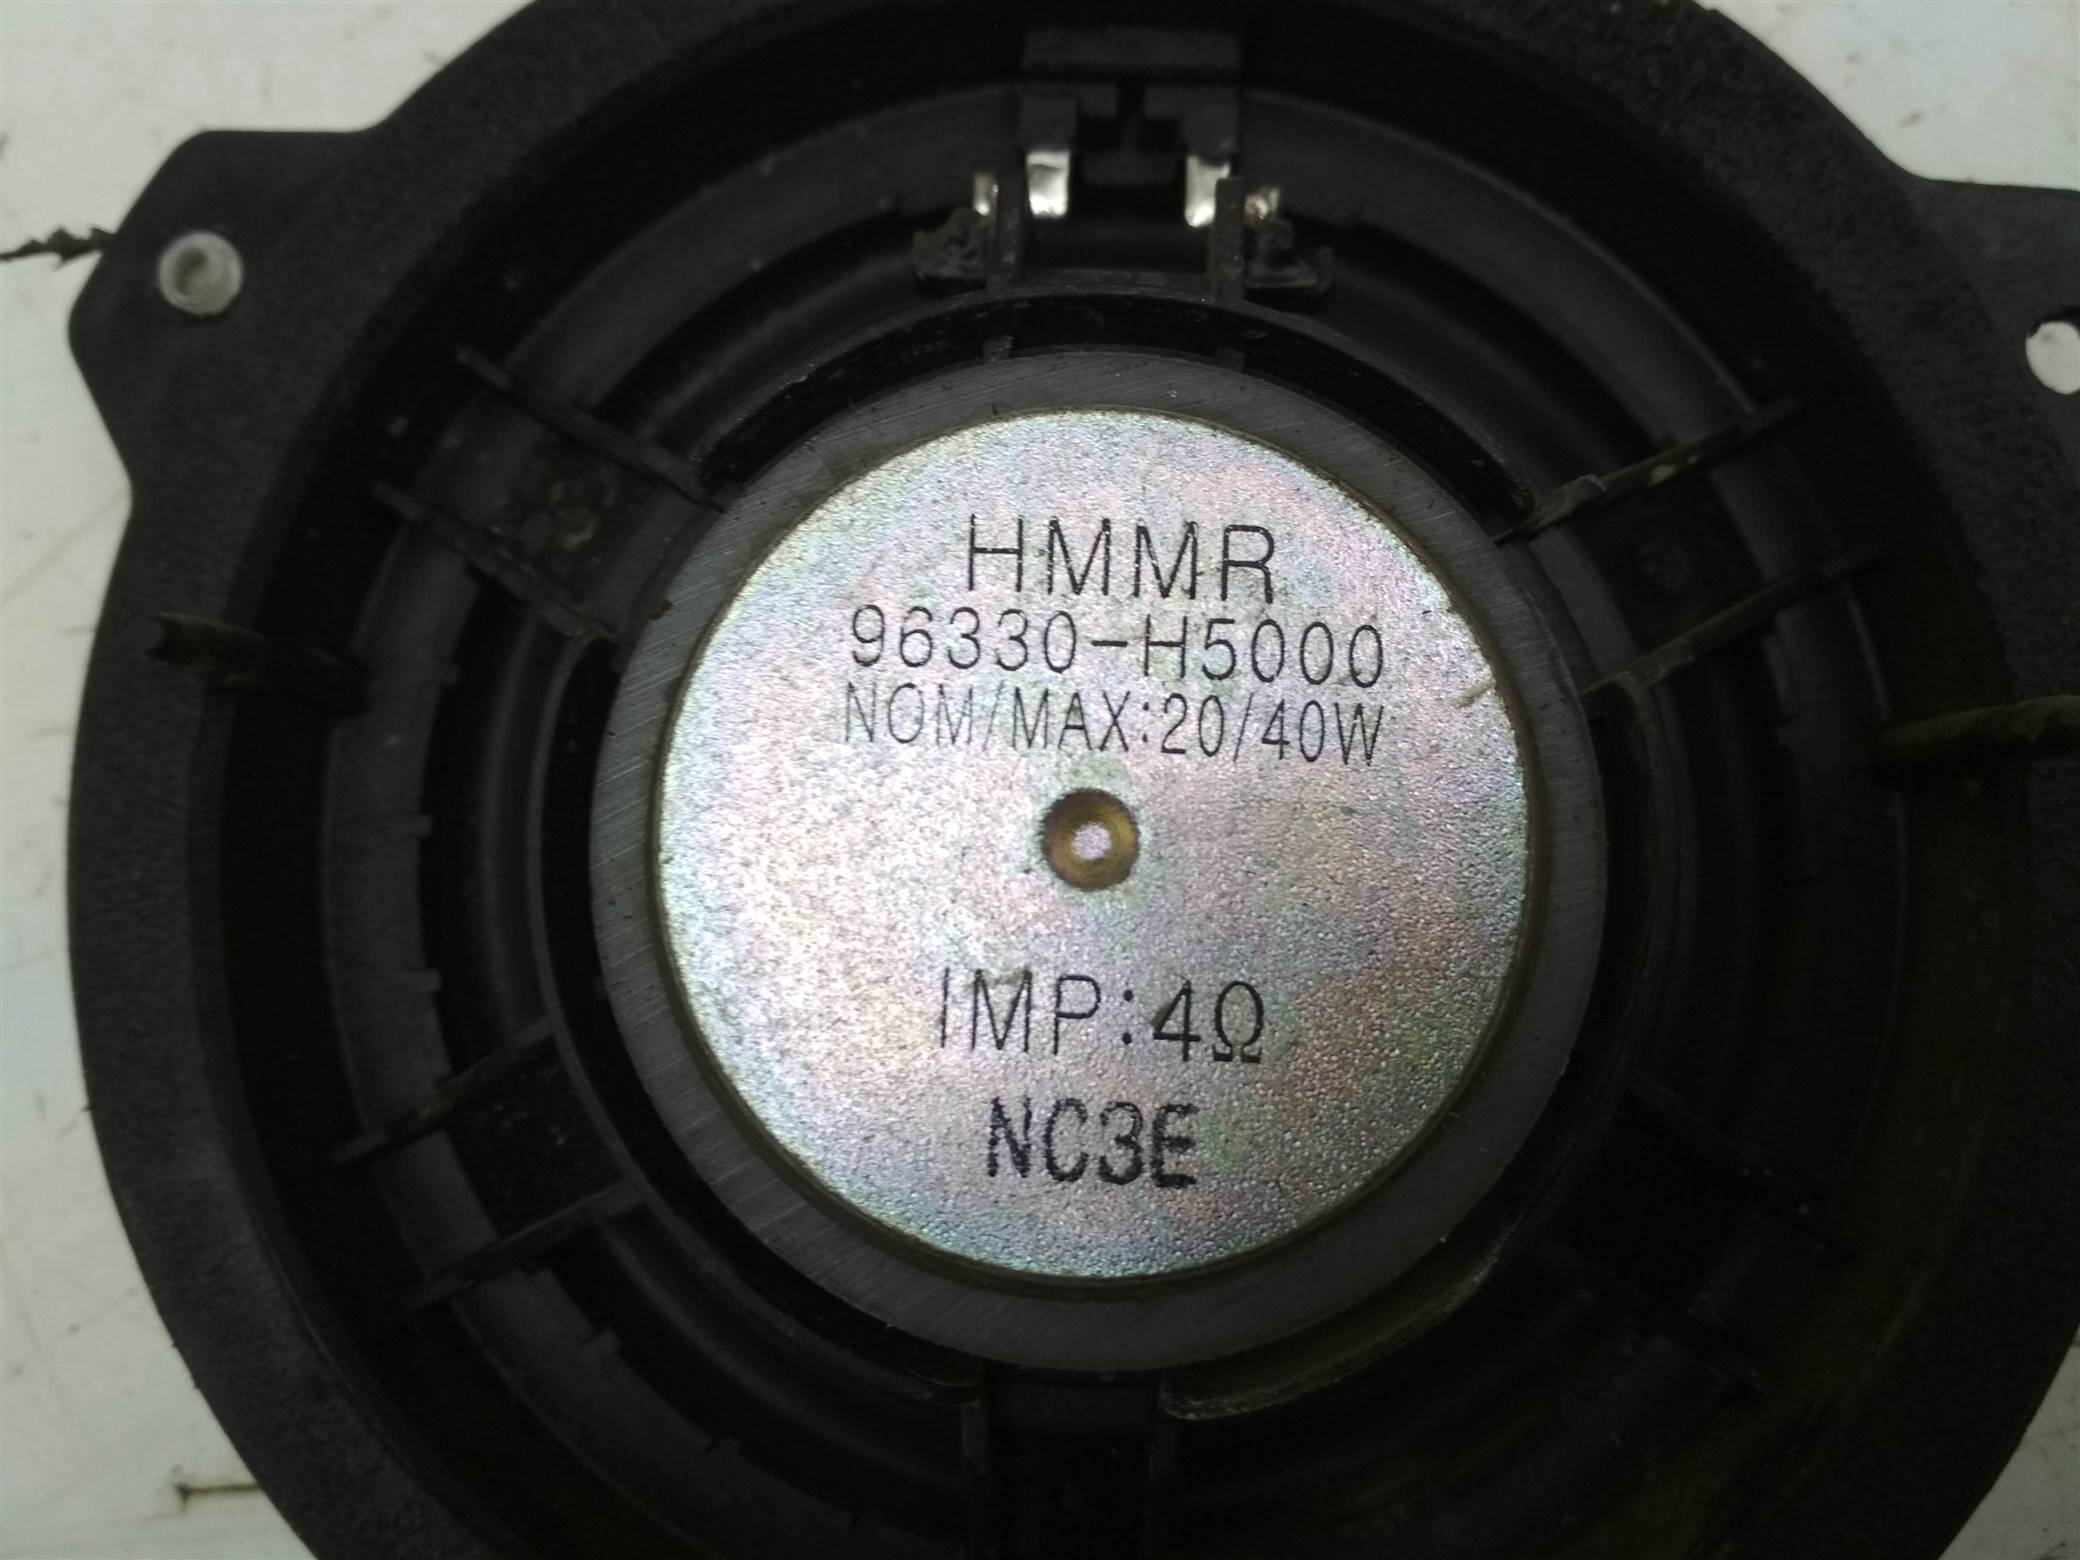 HMMR
96330-H5000
NOM/MAX:20/40W
IMP:4Ω
NC3E